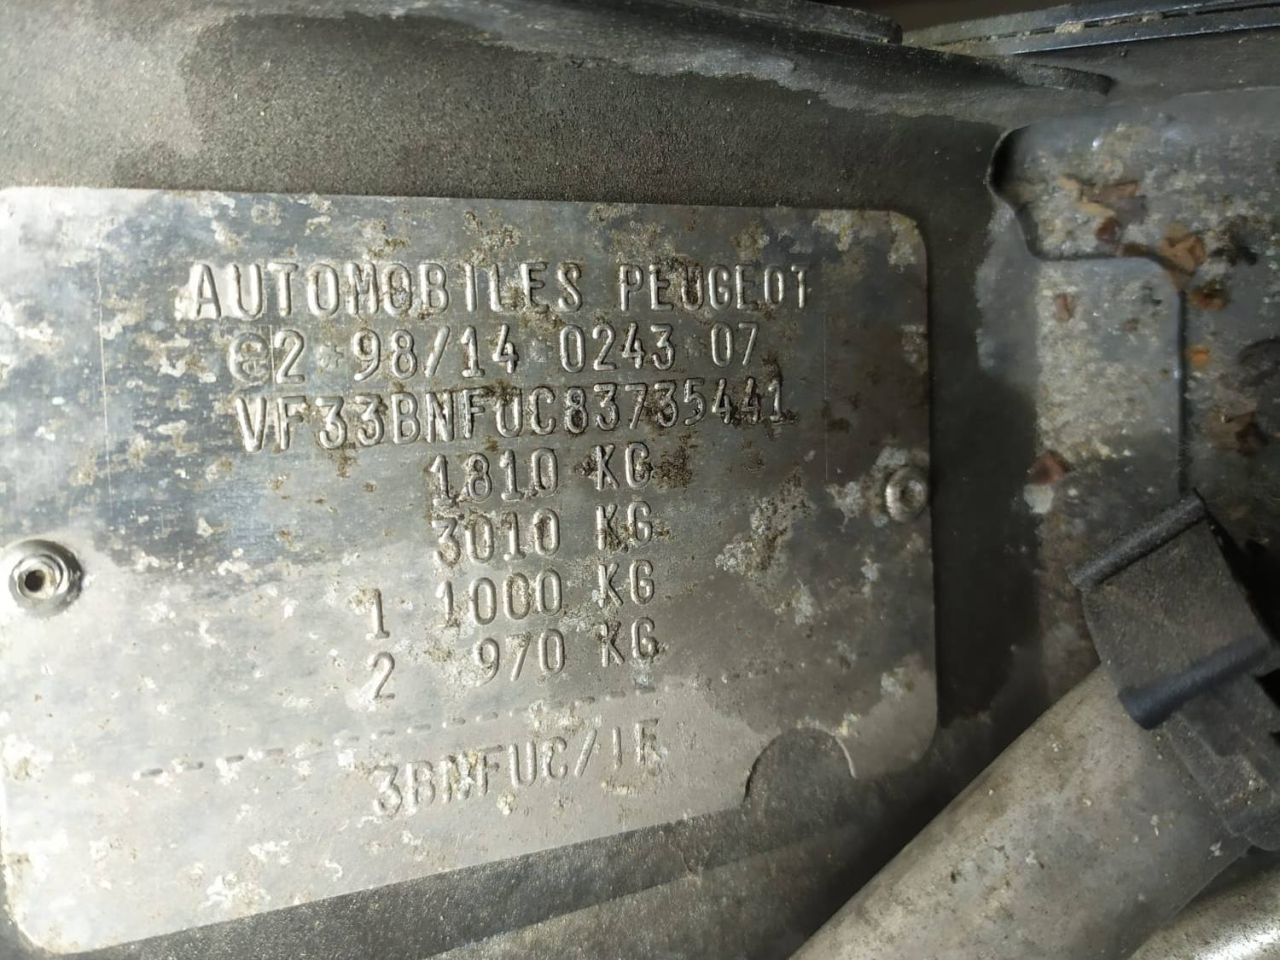 AUTOMOBILES PEUGEOT
e2*98/14*0243*07
VF33BNFUC83735441
1810 KG
3010 KG
1 1000 KG
2 970 KG
3BNFUC/IF